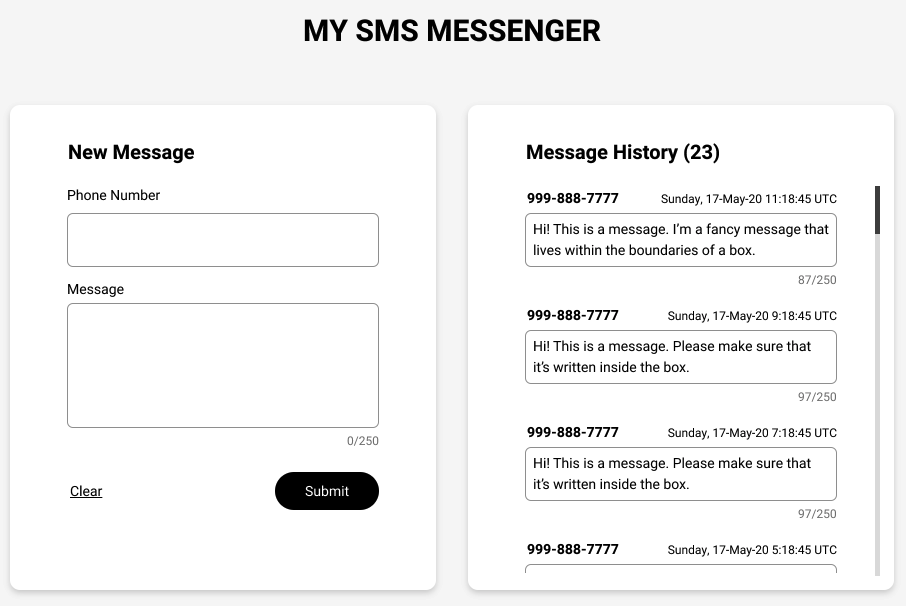 MY SMS MESSENGER
New Message
Phone Number
Message
0/250
Clear
Submit
Message History (23)
999-888-7777 Sunday, 17-May-20 11:18:45 UTC
Hi! This is a message. I’m a fancy message that
lives within the boundaries of a box.
87/250
999-888-7777 Sunday, 17-May-20 9:18:45 UTC
Hi! This is a message. Please make sure that
it’s written inside the box.
97/250
999-888-7777 Sunday, 17-May-20 7:18:45 UTC
Hi! This is a message. Please make sure that
it’s written inside the box.
97/250
999-888-7777 Sunday, 17-May-20 5:18:45 UTC